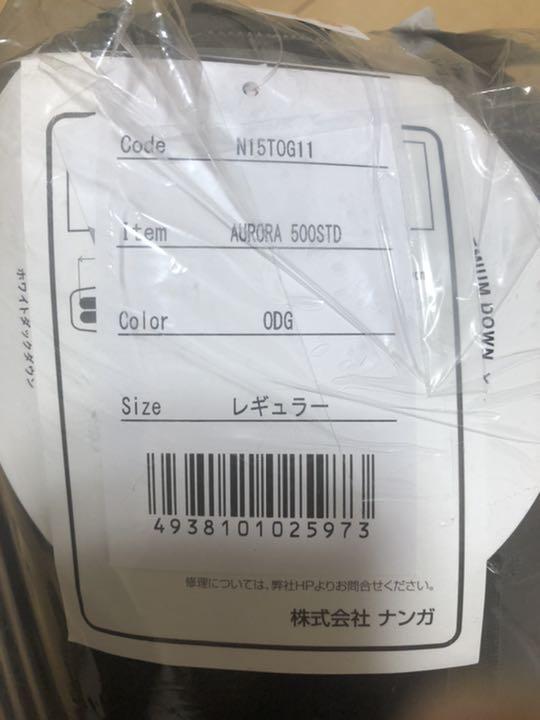 Code N15TOG11
Item AURORA 500STD
Color ODG
Size レギュラー
4938101025973
修理については、弊社HPよりお問合せください。
株式会社 ナンガ
ホワイトダックダウン
DOWN